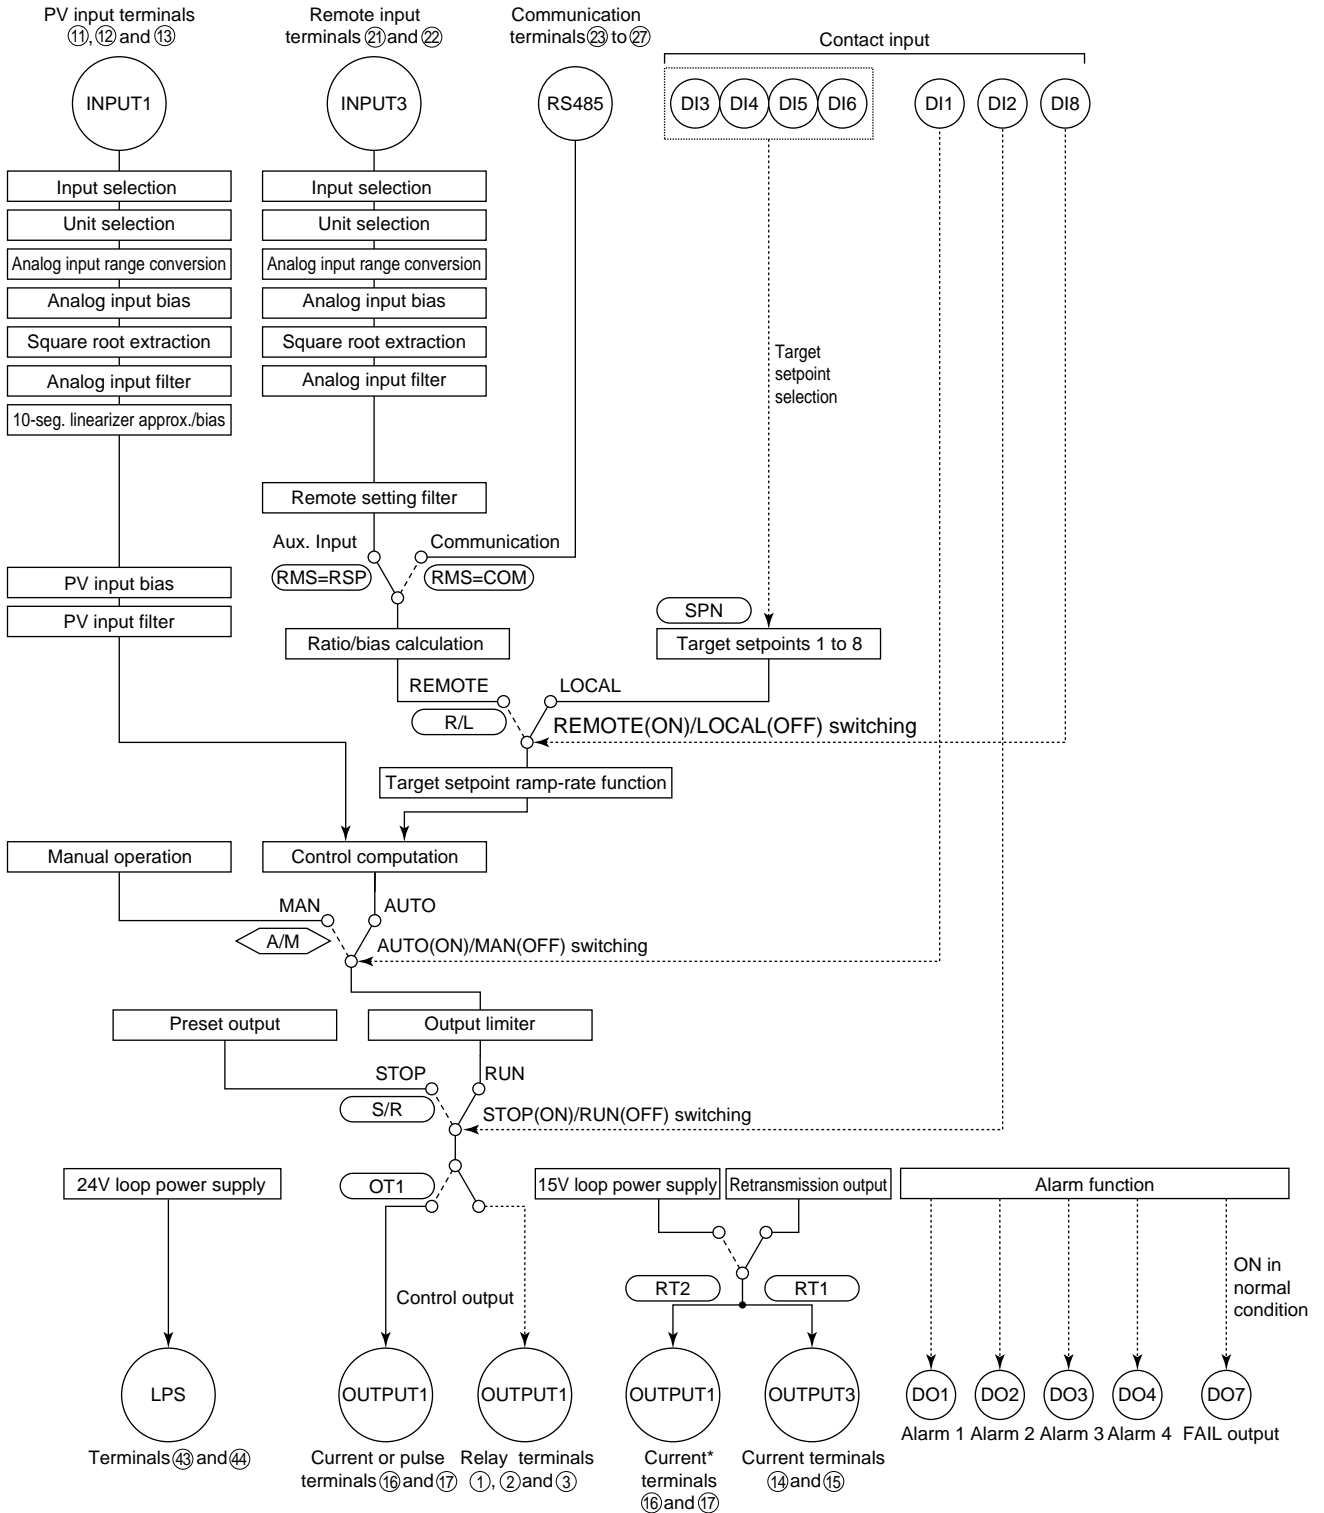 PV input terminals
⑪, ⑫ and ⑬
Remote input
terminals ㉑ and ㉒
Communication
terminals ㉓ to ㉗
Contact input
INPUT1
INPUT3
RS485
DI3
DI4
DI5
DI6
DI1
DI2
DI8
Input selection
Unit selection
Analog input range conversion
Analog input bias
Square root extraction
Analog input filter
10-seg. linearizer approx./bias
Input selection
Unit selection
Analog input range conversion
Analog input bias
Square root extraction
Analog input filter
Target
setpoint
selection
Remote setting filter
Aux. Input
Communication
RMS=RSP
RMS=COM
PV input bias
PV input filter
SPN
Ratio/bias calculation
Target setpoints 1 to 8
REMOTE
LOCAL
R/L
REMOTE(ON)/LOCAL(OFF) switching
Target setpoint ramp-rate function
Manual operation
Control computation
MAN
AUTO
A/M
AUTO(ON)/MAN(OFF) switching
Preset output
Output limiter
STOP
RUN
S/R
STOP(ON)/RUN(OFF) switching
24V loop power supply
OT1
15V loop power supply
Retransmission output
Alarm function
Control output
RT2
RT1
ON in
normal
condition
LPS
OUTPUT1
OUTPUT1
OUTPUT1
OUTPUT3
DO1
DO2
DO3
DO4
DO7
Alarm 1
Alarm 2
Alarm 3
Alarm 4
FAIL output
Terminals ㊸ and ㊹
Current or pulse
terminals ⑯ and ⑰
Relay terminals
①, ② and ③
Current*
terminals
⑯ and ⑰
Current terminals
⑭ and ⑮